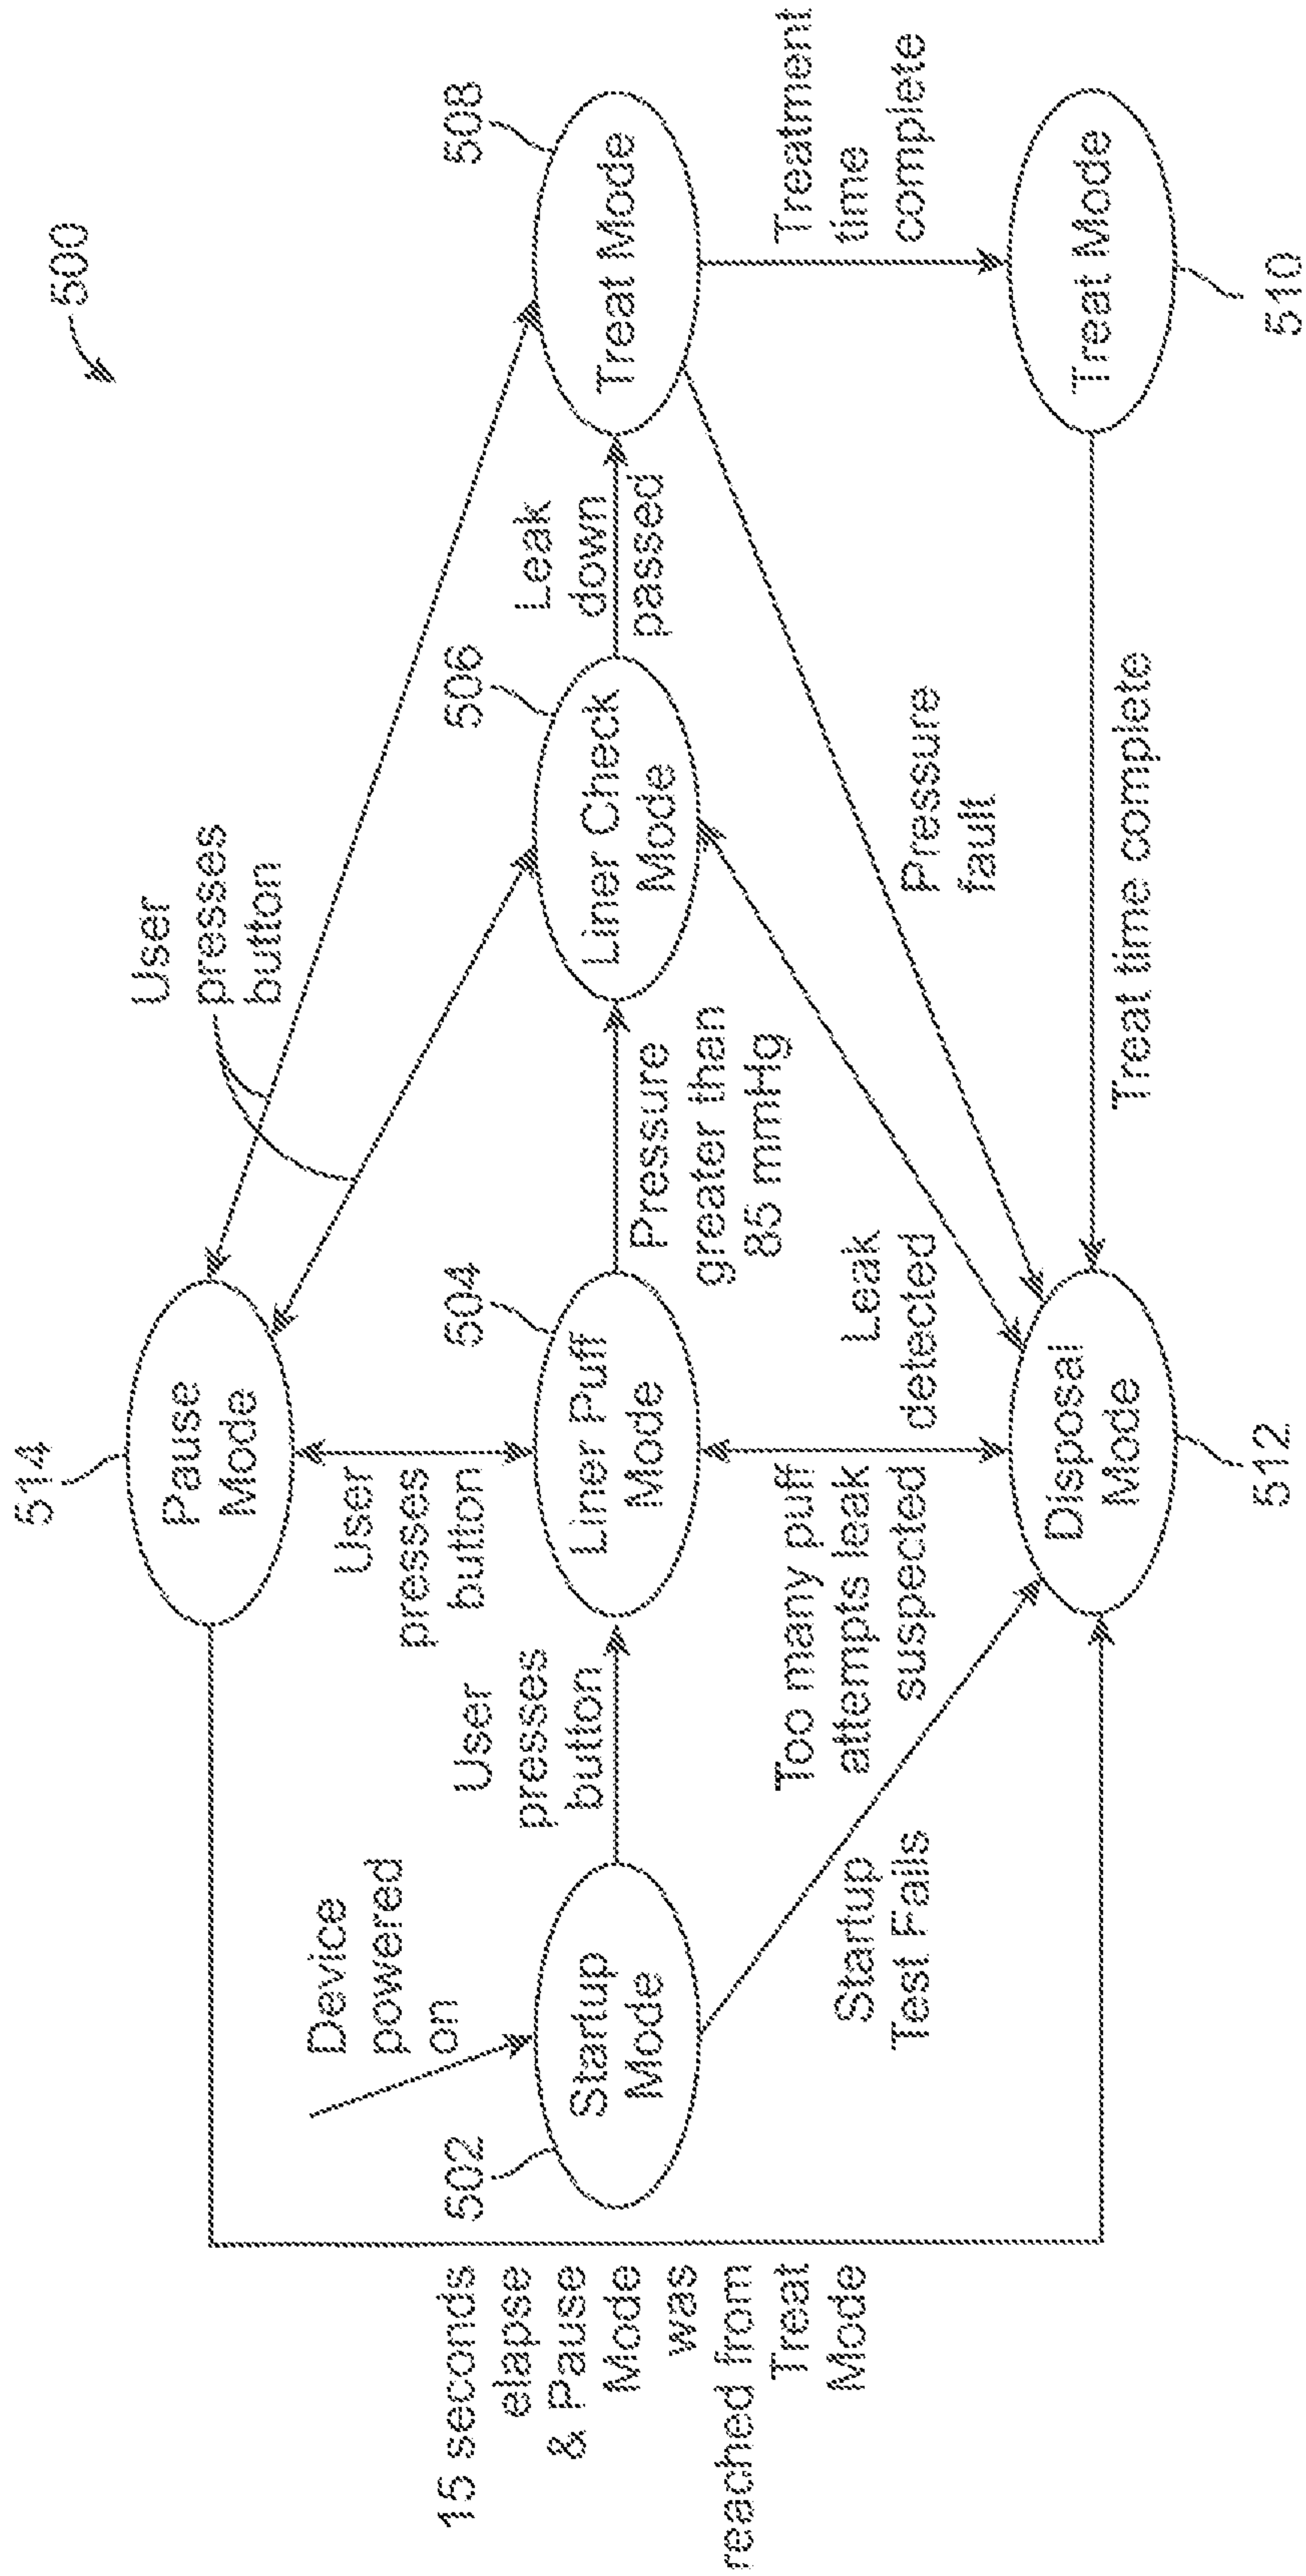 500
514
Pause
Mode
User
presses
button
User
presses
button
Device
powered
on
502
Startup
Mode
User
presses
button
504
Liner Puff
Mode
Pressure
greater than
85 mmHg
506
Liner Check
Mode
Leak
down
passed
508
Treat Mode
15 seconds
elapse
& Pause
Mode
was
reached from
Treat
Mode
Startup
Test Fails
Too many puff
attempts leak
suspected
Leak
detected
Pressure
fault
Treatment
time
complete
Disposal
Mode
512
Treat time complete
Treat Mode
510